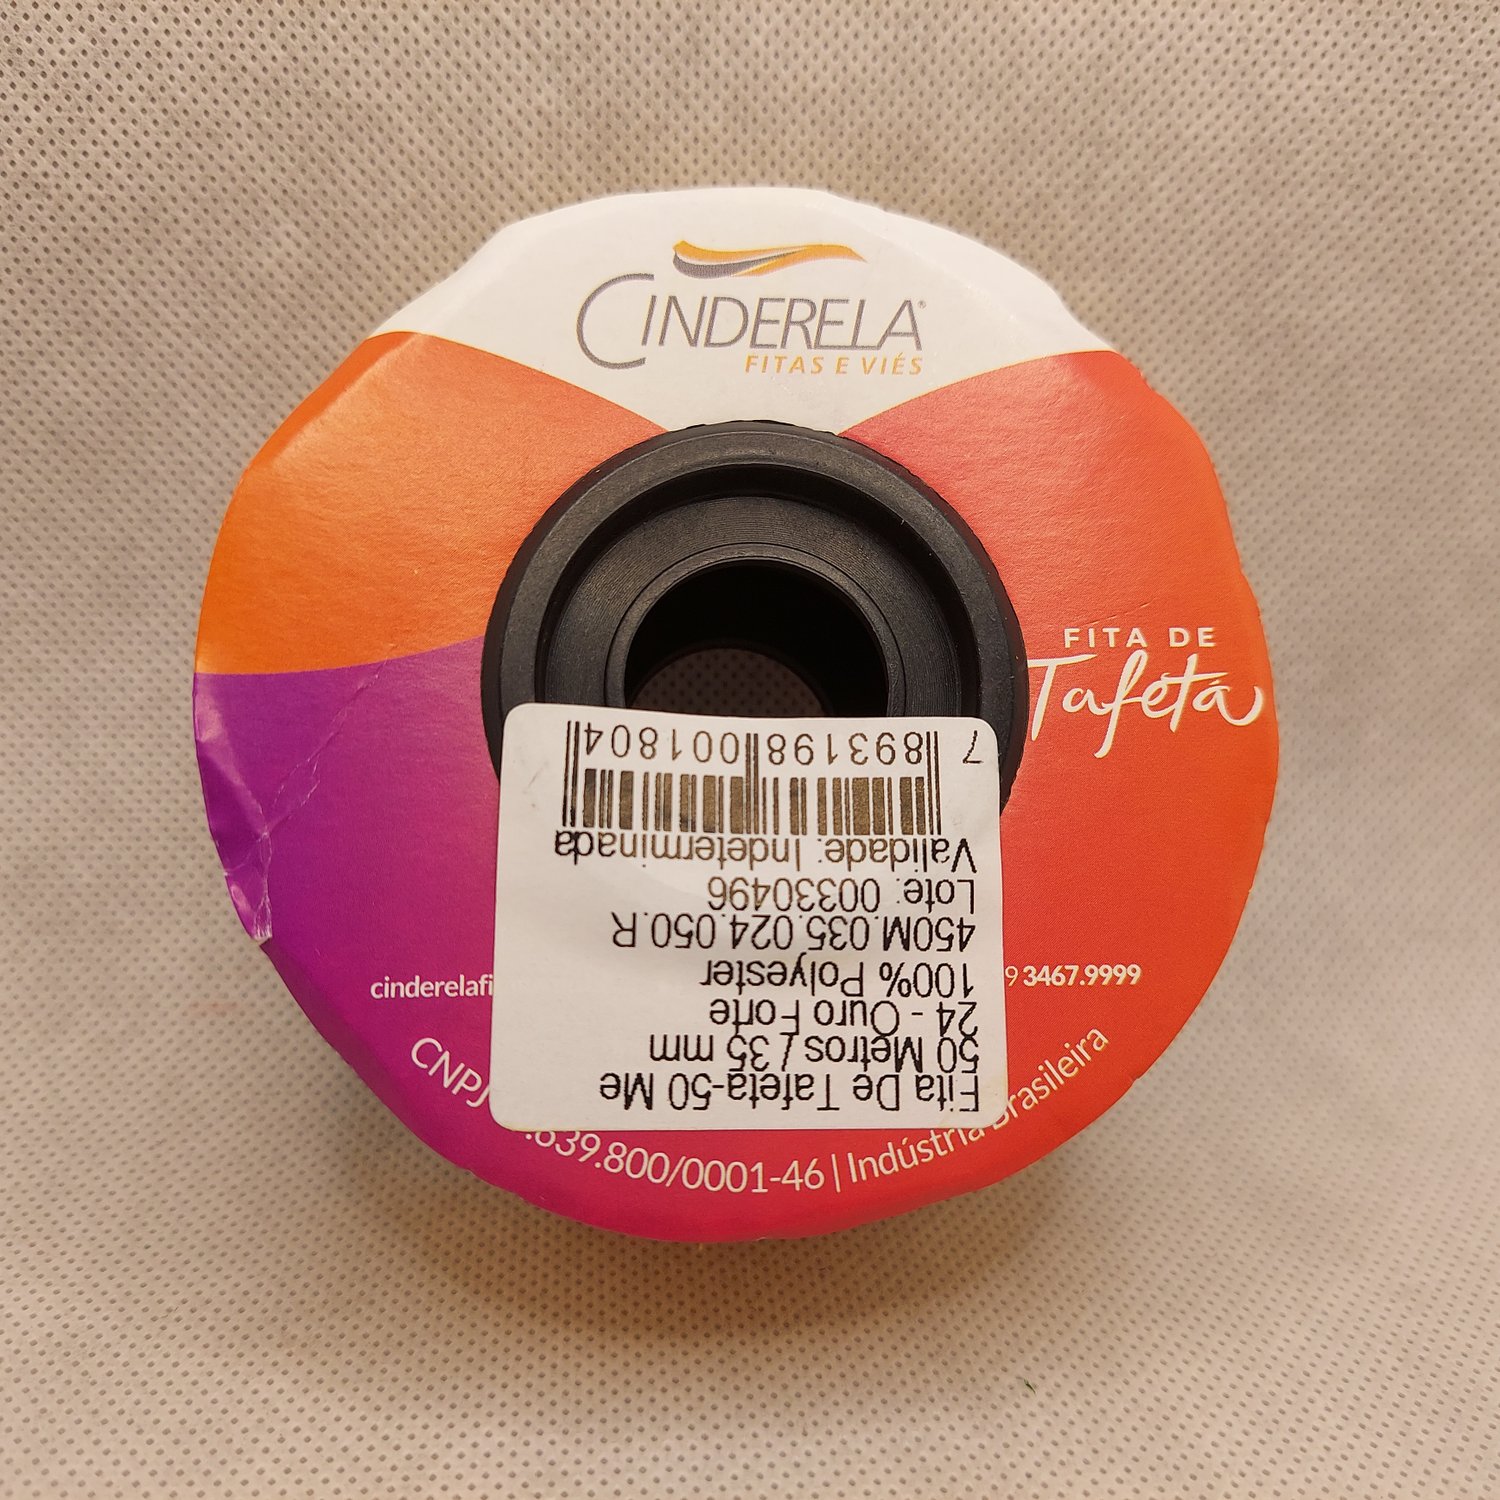 CINDERELA®
FITAS E VIÉS
FITA DE
Tafetá
Fita De Tafeta-50 Me
50 Metros / 35 mm
24 - Ouro Forte
100% Polyester
450M.035.024.050.R
Lote: 00330496
Validade: Indeterminada
7 893198 001804
cinderelafi
9 3467.9999
CNPJ .639.800/0001-46 | Indústria Brasileira